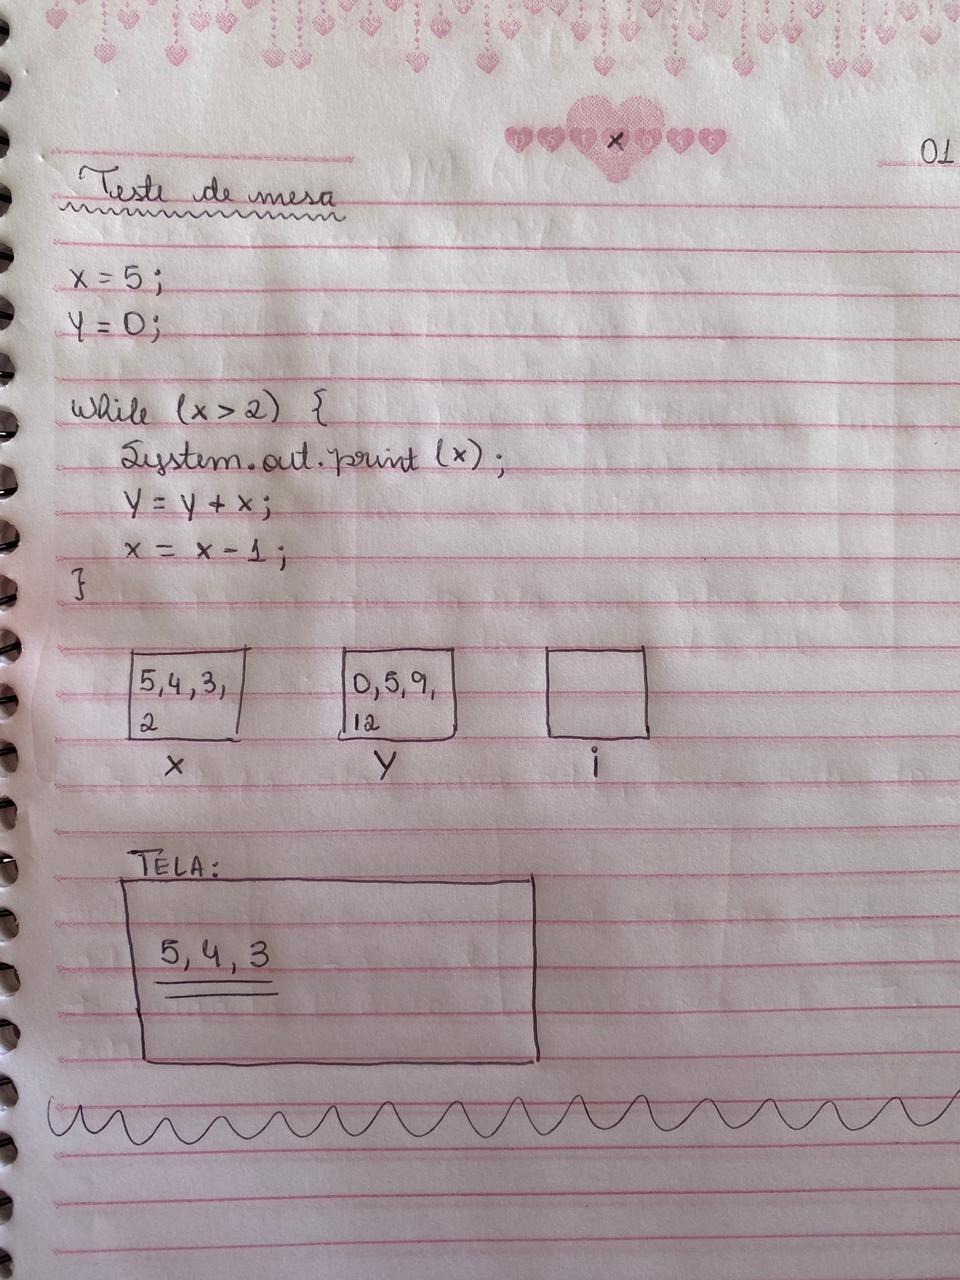 01
Teste de mesa
x = 5;
y = 0;
while (x > 2) {
System.out.print (x);
y = y + x;
x = x - 1;
}
5, 4, 3,
2
x
0, 5, 9,
12
y
i
TELA:
5, 4, 3